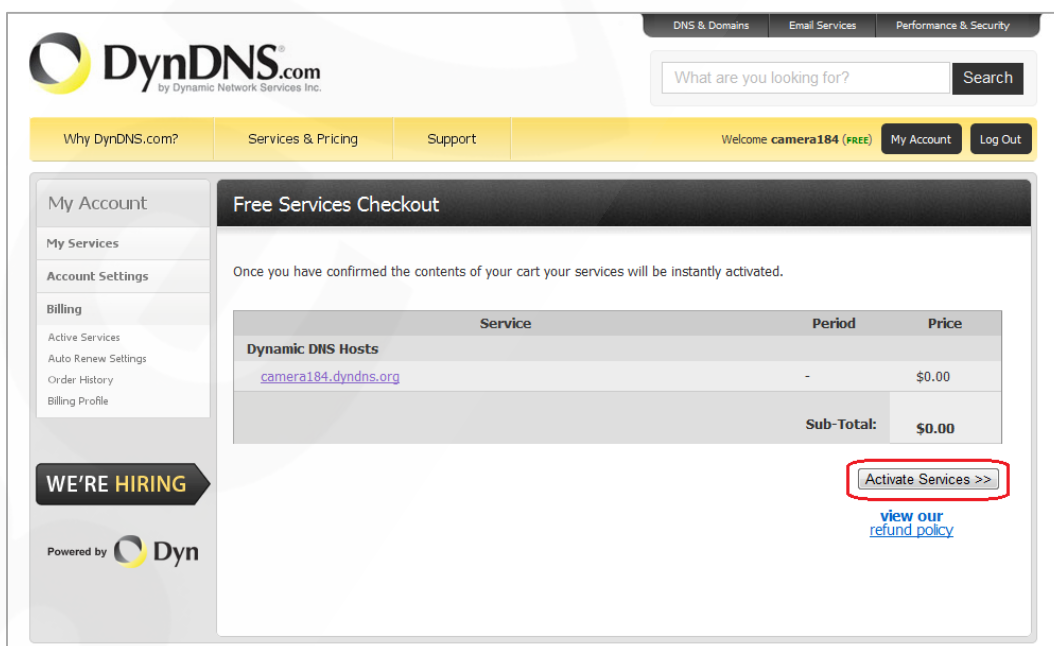 DNS & Domains Email Services Performance & Security
DynDNS.com
by Dynamic Network Services Inc.
What are you looking for? Search
Why DynDNS.com? Services & Pricing Support Welcome camera184 (FREE) My Account Log Out
My Account
My Services
Account Settings
Billing
Active Services
Auto Renew Settings
Order History
Billing Profile
WE'RE HIRING
Powered by Dyn
Free Services Checkout
Once you have confirmed the contents of your cart your services will be instantly activated.
Service Period Price
Dynamic DNS Hosts
camera184.dyndns.org - $0.00
Sub-Total: $0.00
Activate Services >>
view our
refund policy